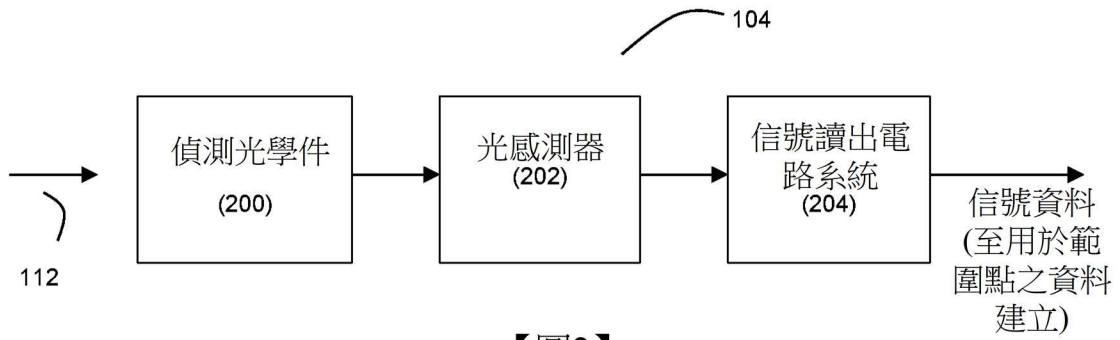 104
偵測光學件
(200)
光感測器
(202)
信號讀出電
路系統
(204)
112
信號資料
(至用於範
圍點之資料
建立)